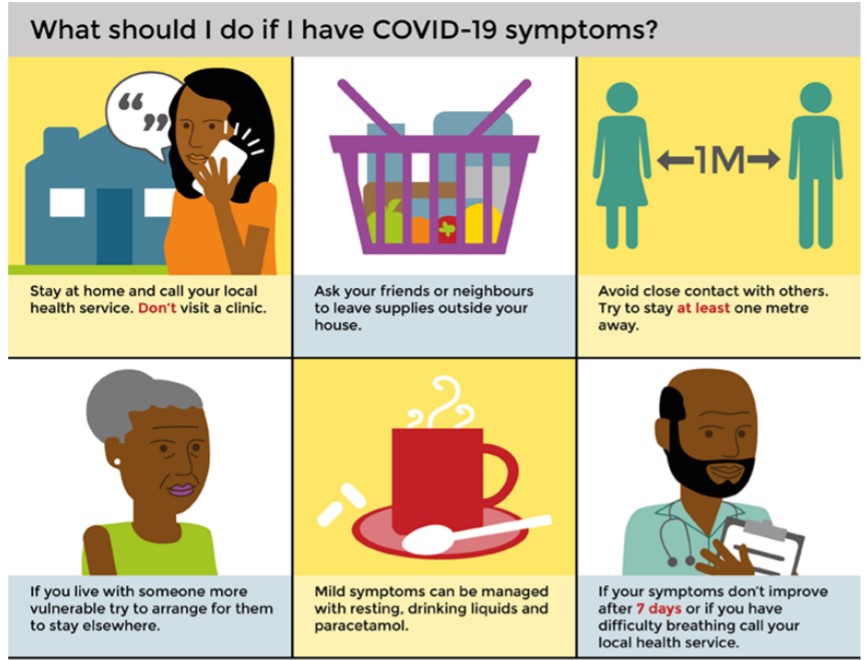 What should I do if I have COVID-19 symptoms?
Stay at home and call your local
health service. Don't visit a clinic.
Ask your friends or neighbours
to leave supplies outside your
house.
1M
Avoid close contact with others.
Try to stay at least one metre
away.
If you live with someone more
vulnerable try to arrange for them
to stay elsewhere.
Mild symptoms can be managed
with resting, drinking liquids and
paracetamol.
If your symptoms don't improve
after 7 days or if you have
difficulty breathing call your
local health service.